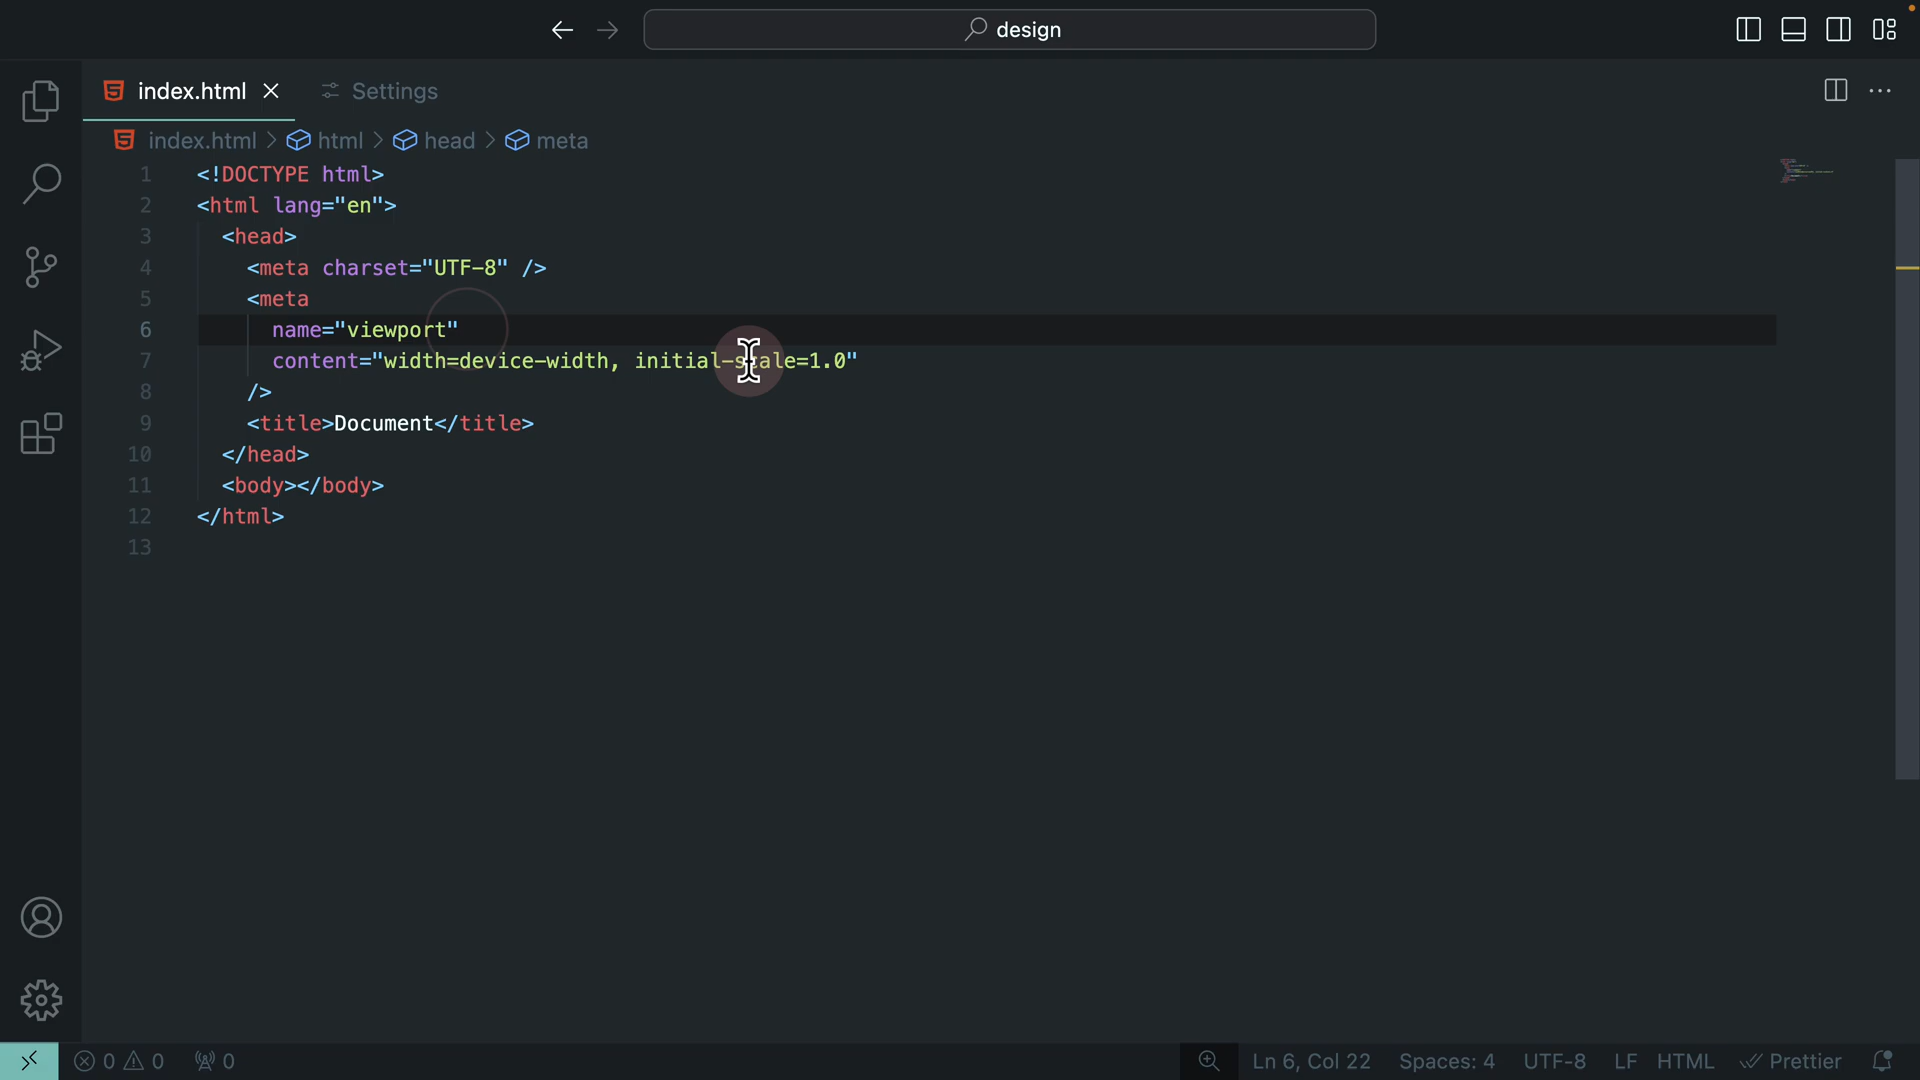 design
index.html
Settings
index.html > html > head > meta
1 <!DOCTYPE html>
2 <html lang="en">
3 <head>
4 <meta charset="UTF-8" />
5 <meta
6 name="viewport"
7 content="width=device-width, initial-scale=1.0"
8 />
9 <title>Document</title>
10 </head>
11 <body></body>
12 </html>
13
0 0 0 Ln 6, Col 22 Spaces: 4 UTF-8 LF HTML Prettier